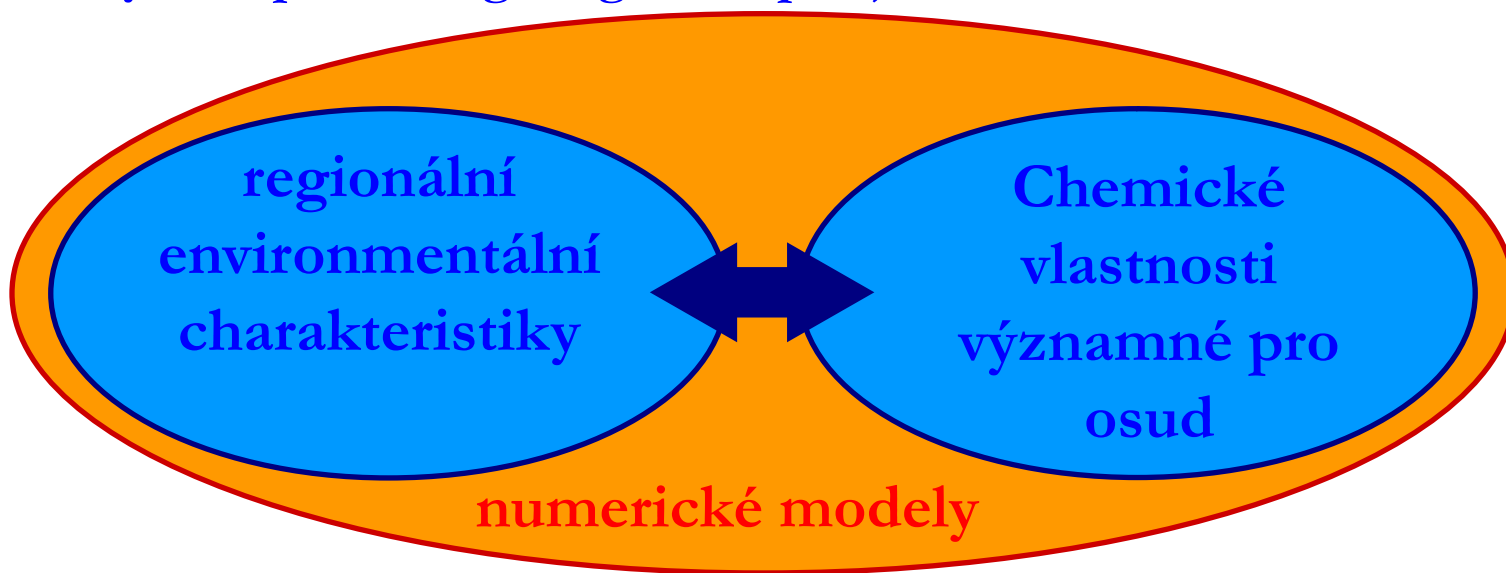 regionální
environmentální
charakteristiky
Chemické
vlastnosti
významné pro
osud
numerické modely